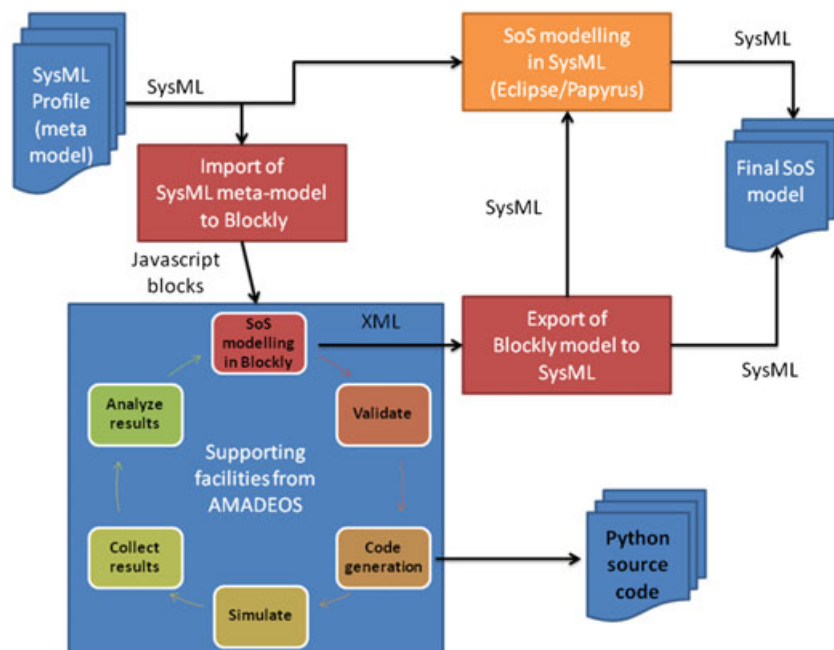 SysML
Profile
(meta
model)
SysML
SoS modelling
in SysML
(Eclipse/Papyrus)
SysML
Final SoS
model
Import of
SysML meta-model
to Blockly
SysML
Javascript
blocks
SoS
modelling
in Blockly
XML
Export of
Blockly model to
SysML
SysML
Analyze
results
Validate
Supporting
facilities from
AMADEOS
Collect
results
Code
generation
Simulate
Python
source
code